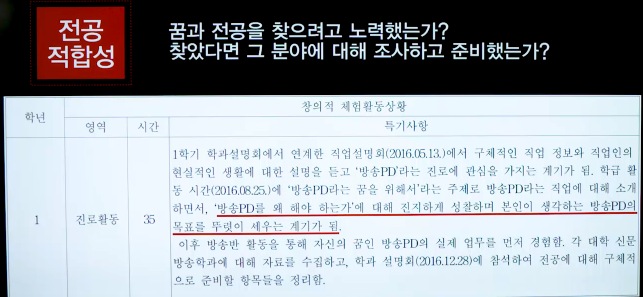 전공
적합성
꿈과 전공을 찾으려고 노력했는가?
찾았다면 그 분야에 대해 조사하고 준비했는가?
학년
창의적 체험활동상황
영역
시간
특기사항
1
진로활동
35
1학기 학과설명회에서 연계한 직업설명회(2016.05.13.)에서 구체적인 직업 정보와 직업인의
현실적인 생활에 대한 설명을 듣고 '방송PD'라는 진로에 관심을 가지는 계기가 됨. 학급 활
동 시간(2016.08.25.)에 '방송PD라는 꿈을 위해서'라는 주제로 방송PD라는 직업에 대해 소개
하면서, '방송PD를 왜 해야 하는가'에 대해 진지하게 성찰하며 본인이 생각하는 방송PD의
목표를 뚜렷이 세우는 계기가 됨.
이후 방송반 활동을 통해 자신의 꿈인 방송PD의 실제 업무를 먼저 경험함. 각 대학 신문
방송학과에 대해 자료를 수집하고, 학과 설명회(2016.12.28)에 참석하여 전공에 대해 구체적
으로 준비할 항목들을 정리함.